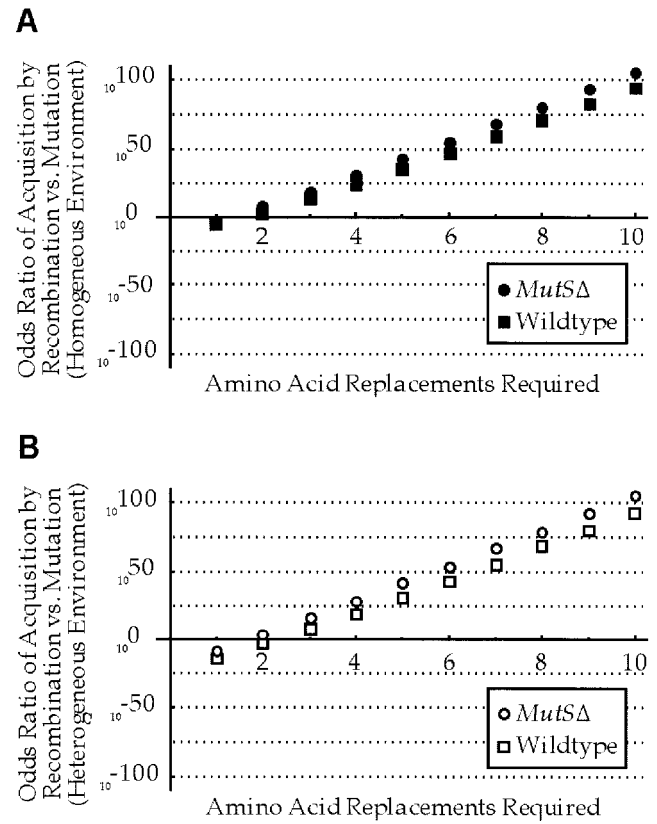 A
Odds Ratio of Acquisition by
Recombination vs. Mutation
(Homogeneous Environment)
10 100
10 50
10 0
10 -50
10 -100
2 4 6 8 10
MutSΔ
Wildtype
Amino Acid Replacements Required
B
Odds Ratio of Acquisition by
Recombination vs. Mutation
(Heterogeneous Environment)
10 100
10 50
10 0
10 -50
10 -100
2 4 6 8 10
MutSΔ
Wildtype
Amino Acid Replacements Required